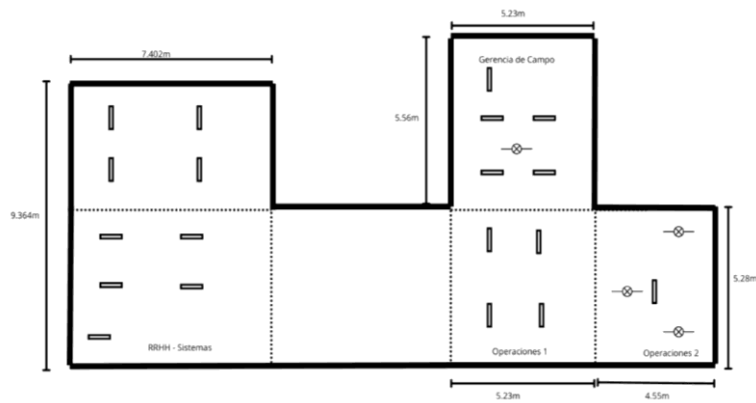 5.23m
Gerencia de Campo
7.402m
5.56m
9.364m
5.28m
RRHH - Sistemas
Operaciones 1
Operaciones 2
5.23m
4.55m